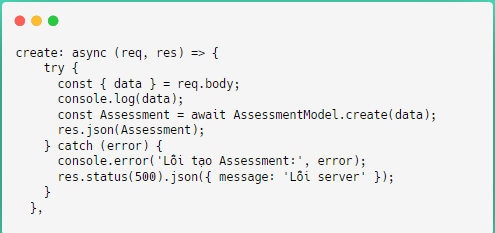 create: async (req, res) => {
    try {
      const { data } = req.body;
      console.log(data);
      const Assessment = await AssessmentModel.create(data);
      res.json(Assessment);
    } catch (error) {
      console.error('Lỗi tạo Assessment:', error);
      res.status(500).json({ message: 'Lỗi server' });
    }
  },